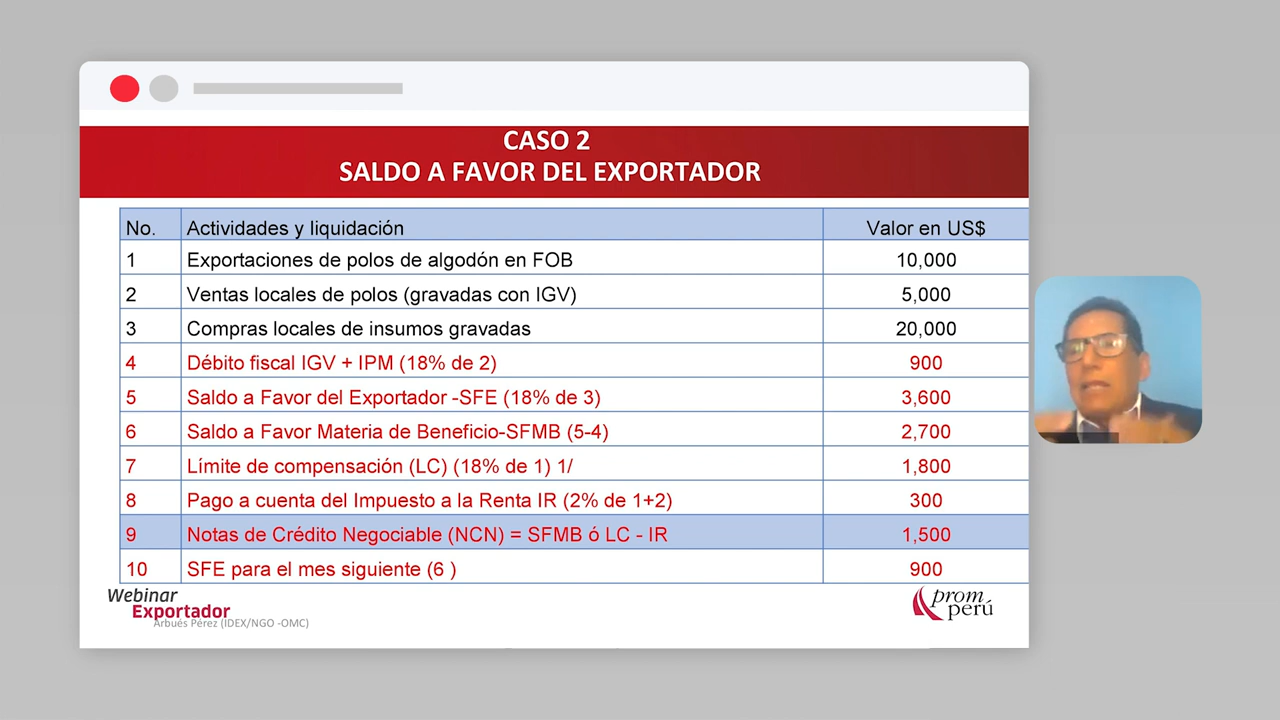 CASO 2
SALDO A FAVOR DEL EXPORTADOR
No. Actividades y liquidación Valor en US$
1 Exportaciones de polos de algodón en FOB 10,000
2 Ventas locales de polos (gravadas con IGV) 5,000
3 Compras locales de insumos gravadas 20,000
4 Débito fiscal IGV + IPM (18% de 2) 900
5 Saldo a Favor del Exportador -SFE (18% de 3) 3,600
6 Saldo a Favor Materia de Beneficio-SFMB (5-4) 2,700
7 Límite de compensación (LC) (18% de 1) 1/ 1,800
8 Pago a cuenta del Impuesto a la Renta IR (2% de 1+2) 300
9 Notas de Crédito Negociable (NCN) = SFMB ó LC - IR 1,500
10 SFE para el mes siguiente (6 ) 900
Webinar
Exportador
Arbués Pérez (IDEX/NGO -OMC)
prom
perú